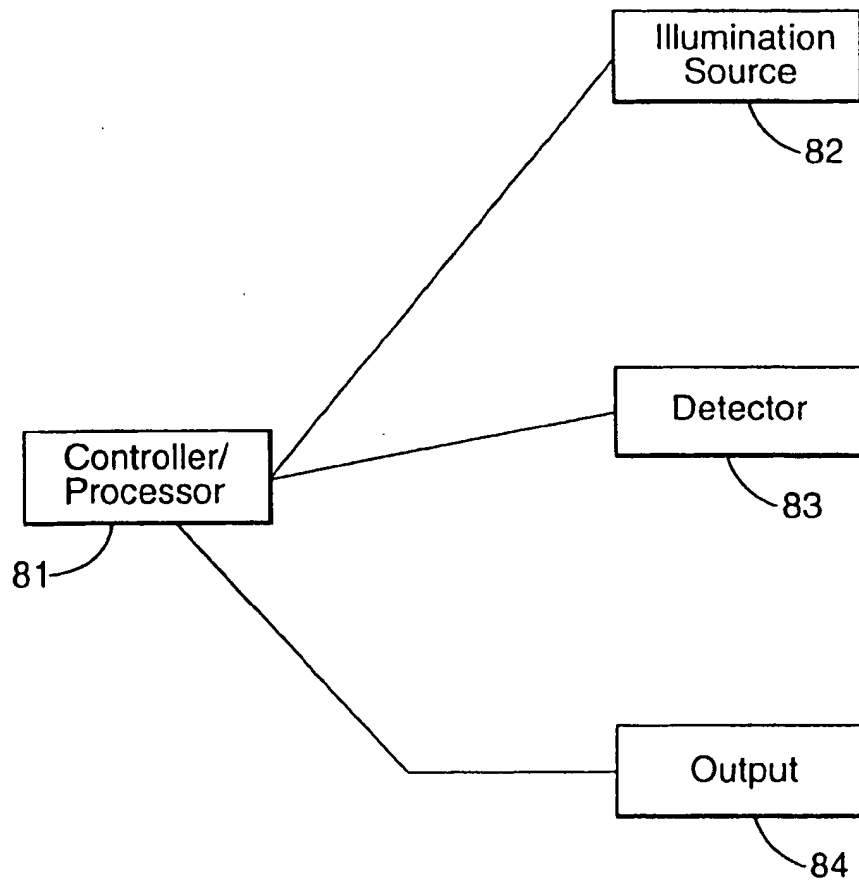 Illumination
Source
82
Detector
83
Controller/
Processor
81
Output
84